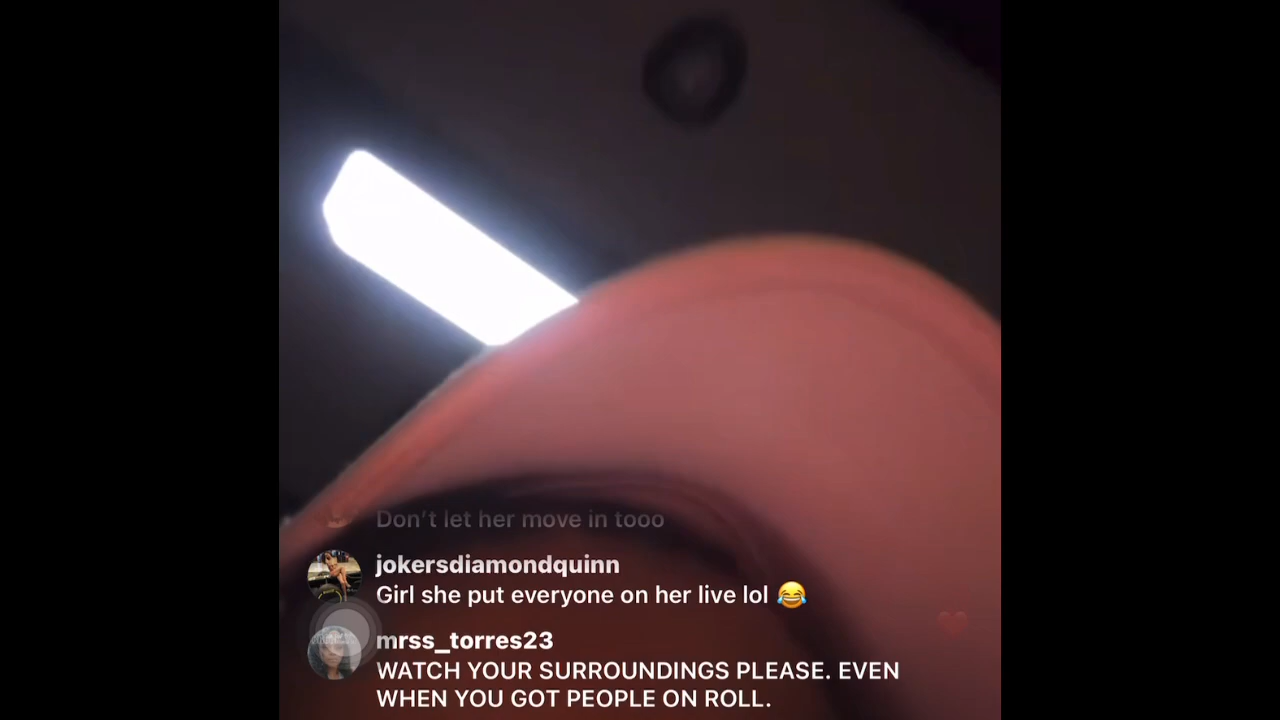 Don’t let her move in tooo
jokersdiamondquinn
Girl she put everyone on her live lol 😂
mrss_torres23
WATCH YOUR SURROUNDINGS PLEASE. EVEN
WHEN YOU GOT PEOPLE ON ROLL.